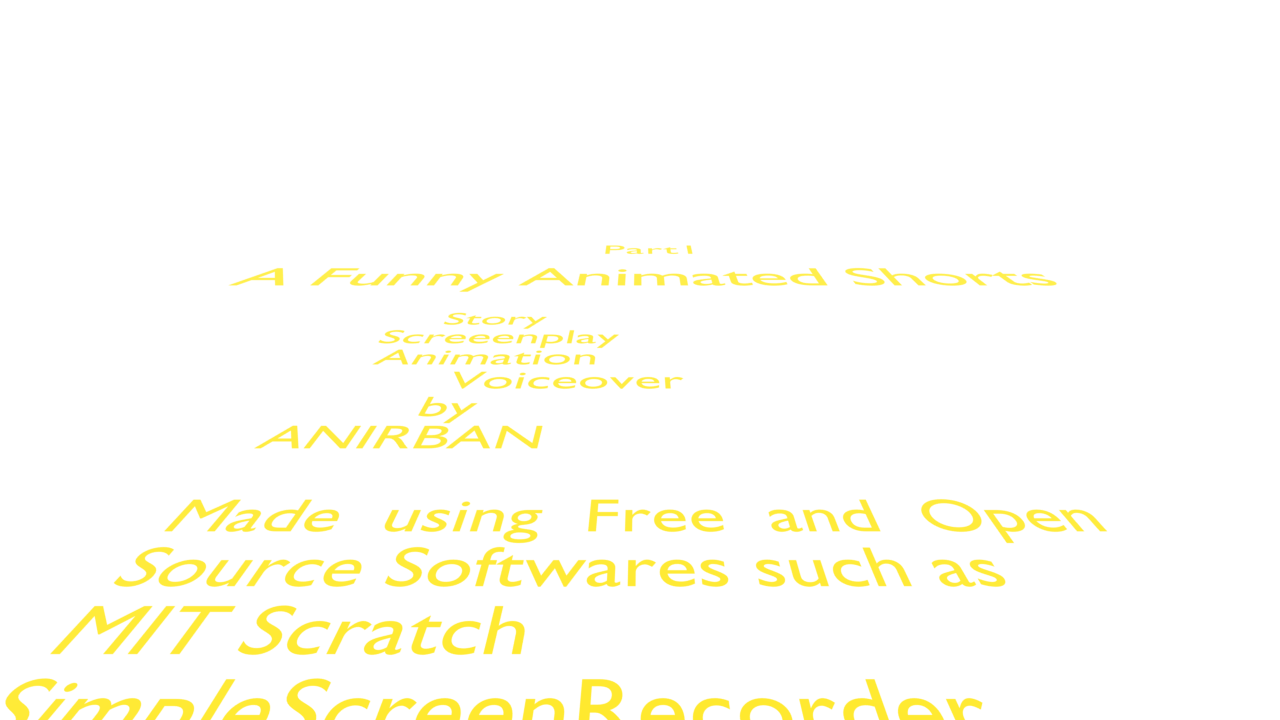 Part I
A Funny Animated Shorts
Story
Screeenplay
Animation
Voiceover
by
ANIRBAN
Made using Free and Open
Source Softwares such as
MIT Scratch
SimpleScreenRecorder